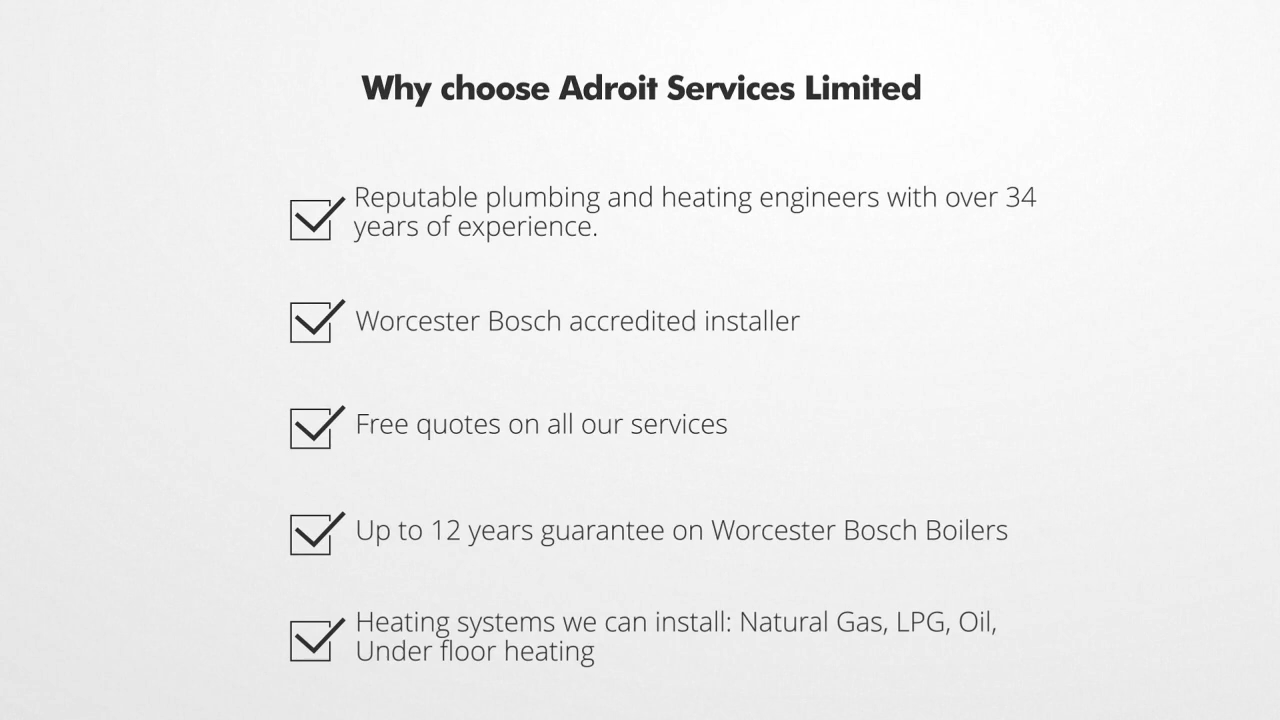 Why choose Adroit Services Limited
Reputable plumbing and heating engineers with over 34
years of experience.
Worcester Bosch accredited installer
Free quotes on all our services
Up to 12 years guarantee on Worcester Bosch Boilers
Heating systems we can install: Natural Gas, LPG, Oil,
Under floor heating